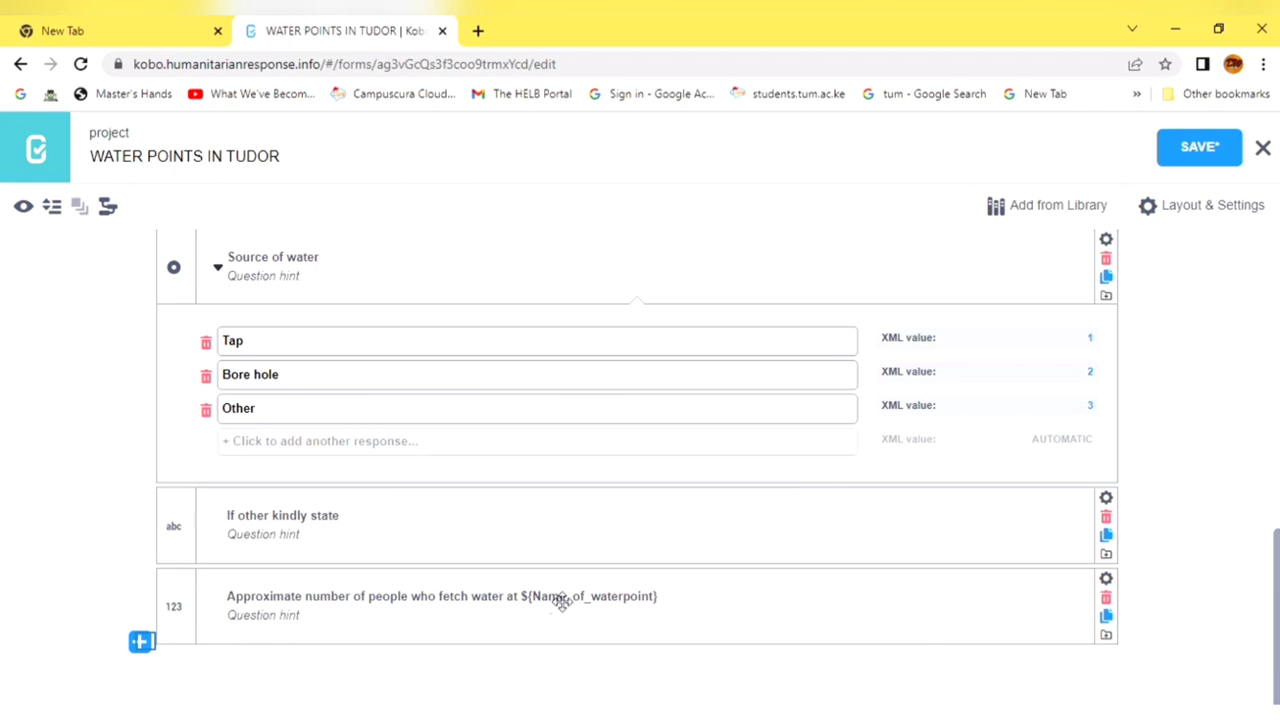 New Tab
WATER POINTS IN TUDOR | Kobo
kobo.humanitarianresponse.info/#/forms/ag3vGcQs3f3coo9trmxYcd/edit
Master's Hands
What We've Becom...
Campuscura Cloud...
The HELB Portal
Sign in - Google Ac...
students.tum.ac.ke
tum - Google Search
New Tab
»
Other bookmarks
project
WATER POINTS IN TUDOR
SAVE*
Add from Library
Layout & Settings
Source of water
Question hint
Tap
XML value: 1
Bore hole
XML value: 2
Other
XML value: 3
+ Click to add another response...
XML value: AUTOMATIC
abc
If other kindly state
Question hint
123
Approximate number of people who fetch water at ${Name_of_waterpoint}
Question hint